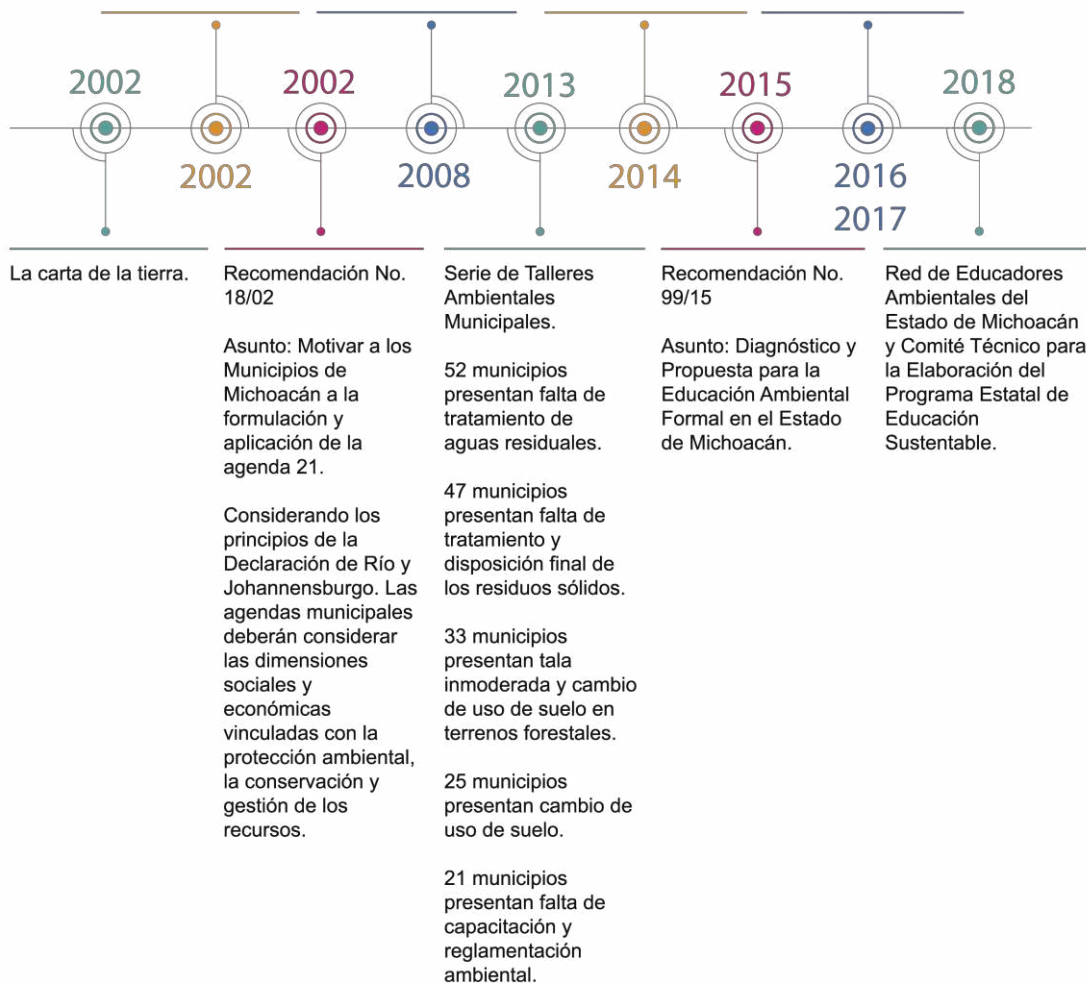 2002
2002
2013
2015
2018
2002
2008
2014
2016
2017
La carta de la tierra.
Recomendación No.
18/02
Asunto: Motivar a los
Municipios de
Michoacán a la
formulación y
aplicación de la
agenda 21.
Considerando los
principios de la
Declaración de Río y
Johannensburgo. Las
agendas municipales
deberán considerar
las dimensiones
sociales y
económicas
vinculadas con la
protección ambiental,
la conservación y
gestión de los
recursos.
Serie de Talleres
Ambientales
Municipales.
52 municipios
presentan falta de
tratamiento de
aguas residuales.
47 municipios
presentan falta de
tratamiento y
disposición final de
los residuos sólidos.
33 municipios
presentan tala
inmoderada y cambio
de uso de suelo en
terrenos forestales.
25 municipios
presentan cambio de
uso de suelo.
21 municipios
presentan falta de
capacitación y
reglamentación
ambiental.
Recomendación No.
99/15
Asunto: Diagnóstico y
Propuesta para la
Educación Ambiental
Formal en el Estado
de Michoacán.
Red de Educadores
Ambientales del
Estado de Michoacán
y Comité Técnico para
la Elaboración del
Programa Estatal de
Educación
Sustentable.